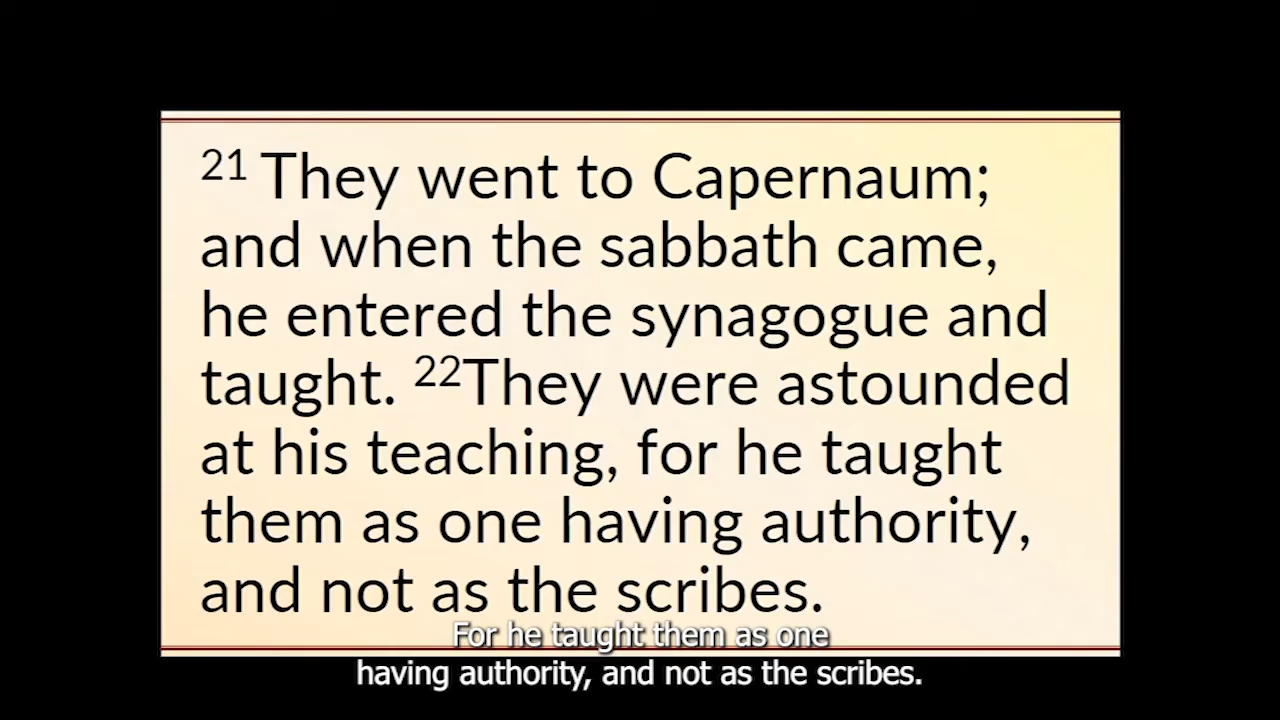 21 They went to Capernaum;
and when the sabbath came,
he entered the synagogue and
taught. 22They were astounded
at his teaching, for he taught
them as one having authority,
and not as the scribes.
For he taught them as one
having authority, and not as the scribes.